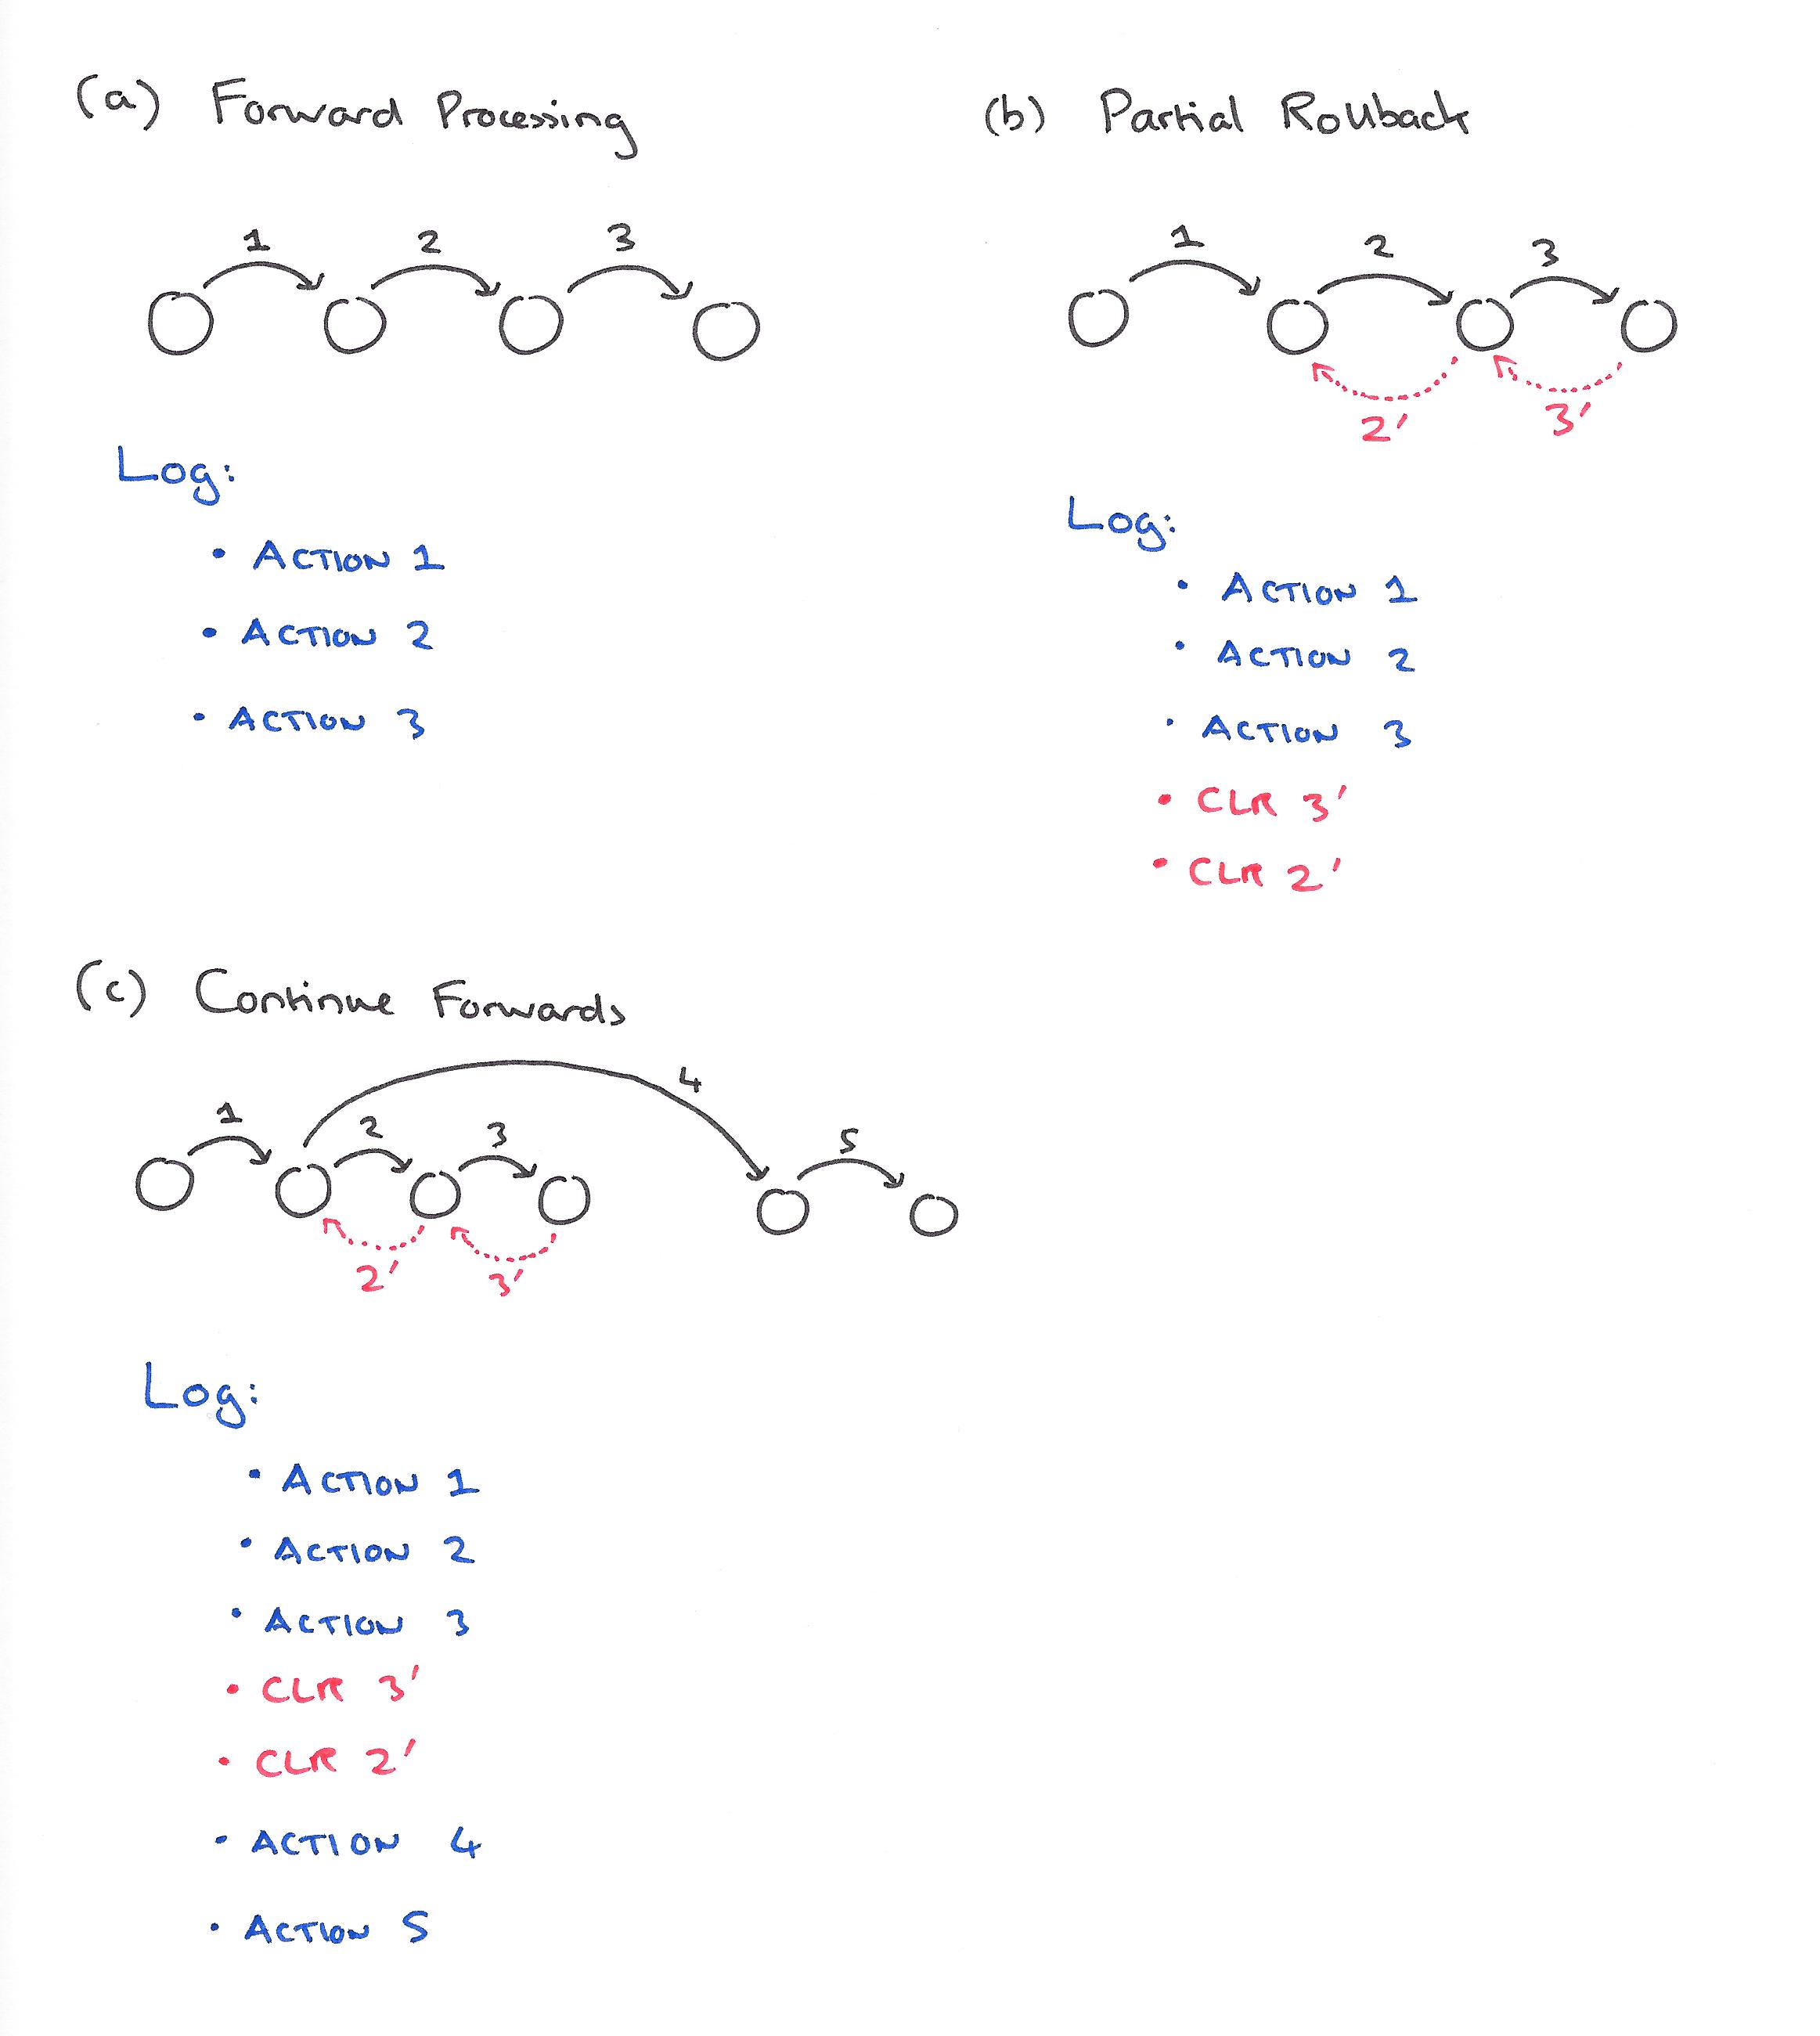 (a) Forward Processing
1 2 3
Log:
• ACTION 1
• ACTION 2
• ACTION 3
(b) Partial Rollback
1 2 3
2' 3'
Log:
• ACTION 1
• ACTION 2
• ACTION 3
• CLR 3'
• CLR 2'
(c) Continue Forwards
4
1 2 3 5
2' 3'
Log:
• ACTION 1
• ACTION 2
• ACTION 3
• CLR 3'
• CLR 2'
• ACTION 4
• ACTION 5